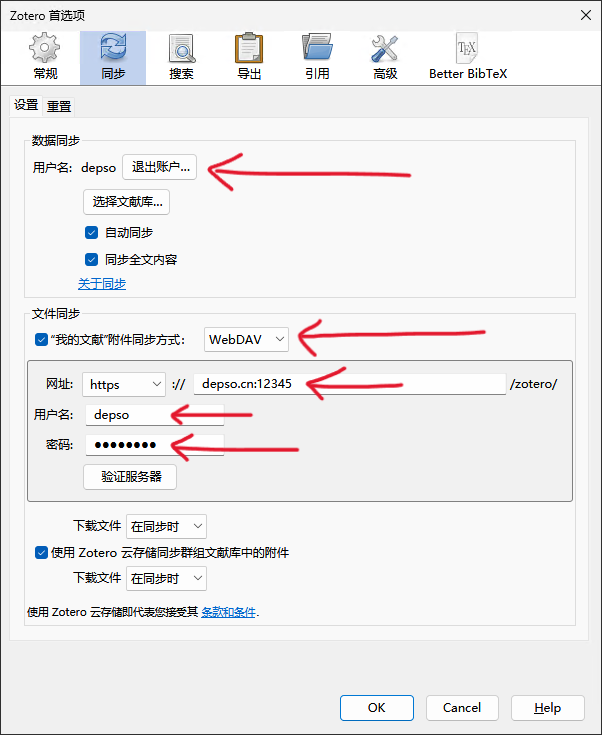 Zotero 首选项
常规 同步 搜索 导出 引用 高级 Better BibTeX
设置 重置
数据同步
用户名: depso 退出账户...
选择文献库...
自动同步
同步全文内容
关于同步
文件同步
“我的文献”附件同步方式: WebDAV
网址: https :// depso.cn:12345 /zotero/
用户名: depso
密码: ●●●●●●●●
验证服务器
下载文件 在同步时
使用 Zotero 云存储同步群组文献库中的附件
下载文件 在同步时
使用 Zotero 云存储即代表您接受其 条款和条件.
OK Cancel Help